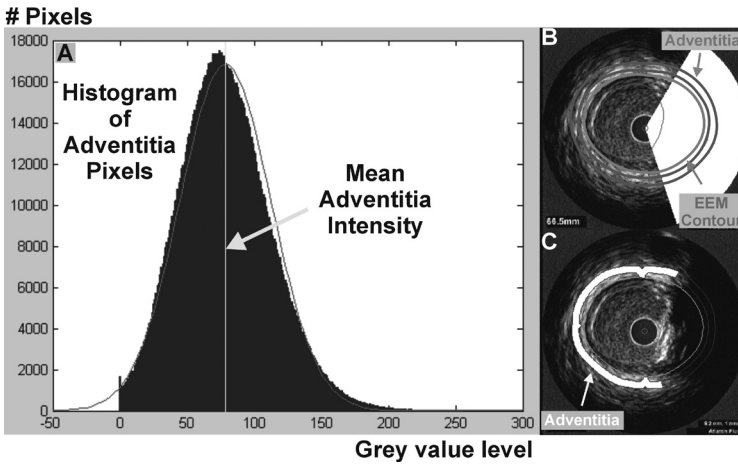 # Pixels
18000
16000
14000
12000
10000
8000
6000
4000
2000
0
-50
0
50
100
150
200
250
300
A
Histogram
of
Adventitia
Pixels
Mean
Adventitia
Intensity
Grey value level
B
Adventitia
EEM
Contour
66.5mm
C
Adventitia